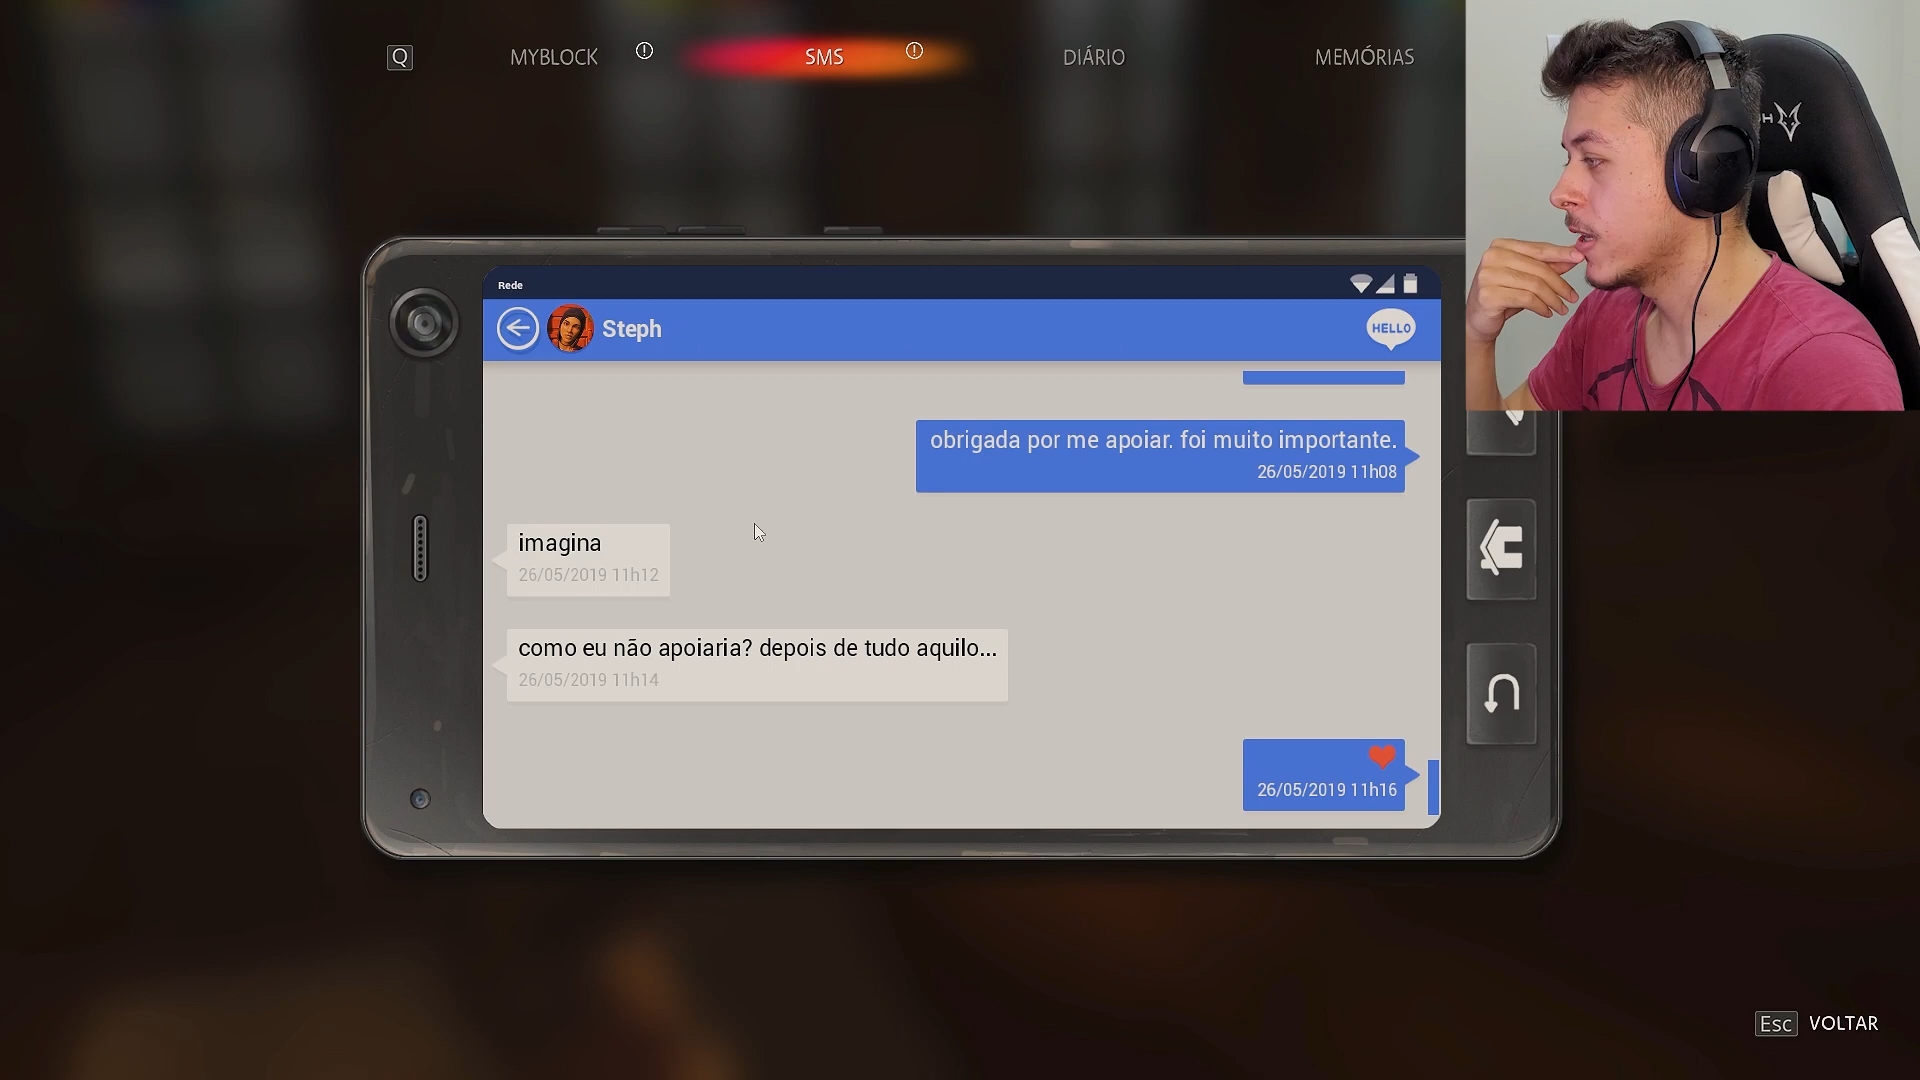 Q
MYBLOCK
SMS
DIÁRIO
MEMÓRIAS
Rede
Steph
HELLO
obrigada por me apoiar. foi muito importante.
26/05/2019 11h08
imagina
26/05/2019 11h12
como eu não apoiaria? depois de tudo aquilo...
26/05/2019 11h14
26/05/2019 11h16
Esc VOLTAR